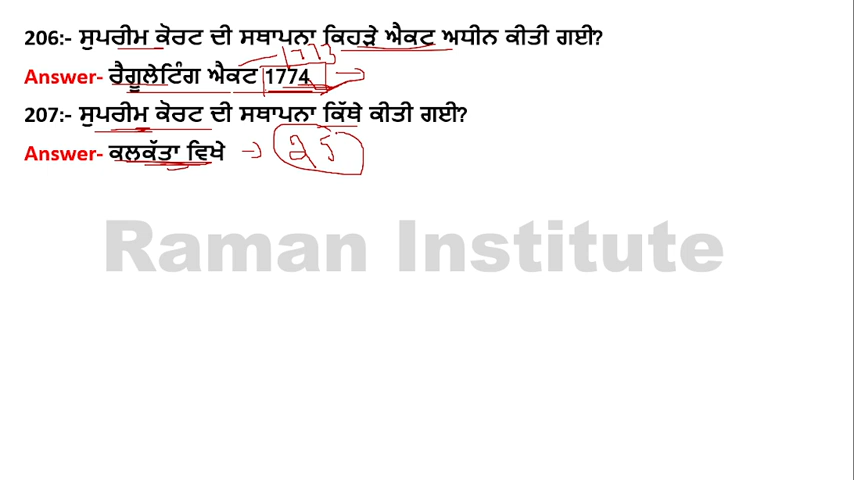 206:- ਸੁਪਰੀਮ ਕੋਰਟ ਦੀ ਸਥਾਪਨਾ ਕਿਹੜੇ ਐਕਟ ਅਧੀਨ ਕੀਤੀ ਗਈ?
1773
Answer- ਰੈਗੂਲੇਟਿੰਗ ਐਕਟ 1774
207:- ਸੁਪਰੀਮ ਕੋਰਟ ਦੀ ਸਥਾਪਨਾ ਕਿੱਥੇ ਕੀਤੀ ਗਈ?
Answer- ਕਲਕੱਤਾ ਵਿਖੇ
Raman Institute